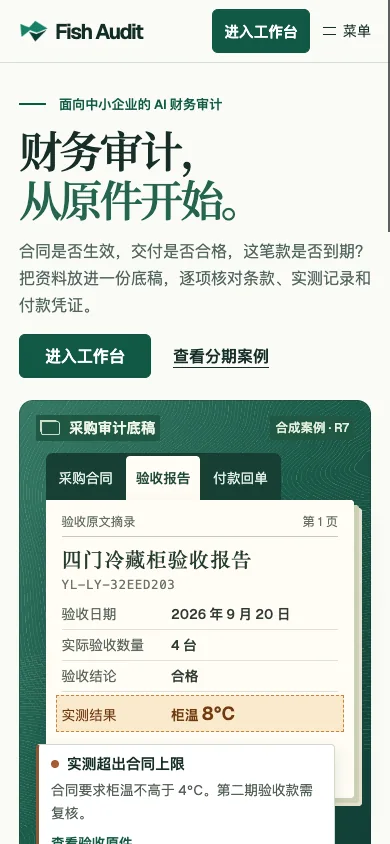 Fish Audit
进入工作台
菜单
面向中小企业的 AI 财务审计
财务审计，
从原件开始。
合同是否生效，交付是否合格，这笔款是否到期？
把资料放进一份底稿，逐项核对条款、实测记录和
付款凭证。
进入工作台
查看分期案例
采购审计底稿
合成案例 · R7
采购合同
验收报告
付款回单
验收原文摘录
第 1 页
四门冷藏柜验收报告
YL-LY-32EED203
验收日期
2026 年 9 月 20 日
实际验收数量
4 台
验收结论
合格
实测结果
柜温 8°C
实测超出合同上限
合同要求柜温不高于 4°C。第二期验收款需
复核。
查看验收原件